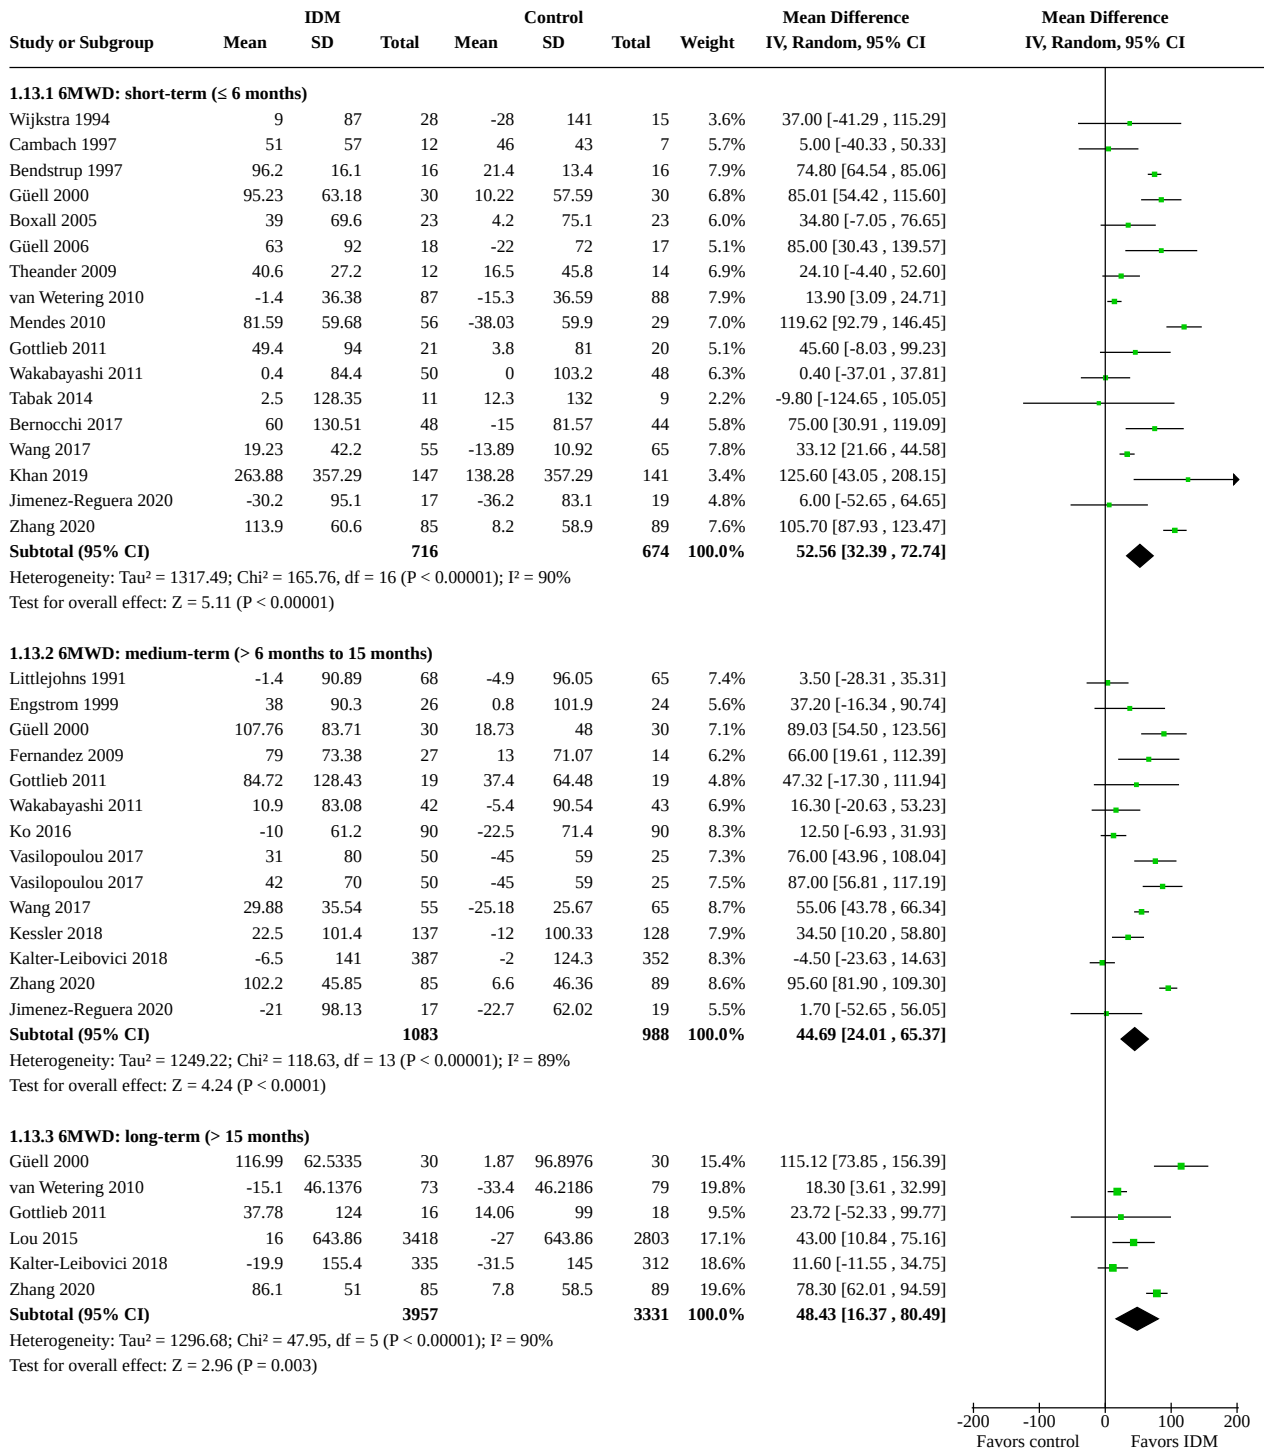 IDM Control Mean Difference Mean Difference
Study or Subgroup Mean SD Total Mean SD Total Weight IV, Random, 95% CI IV, Random, 95% CI
1.13.1 6MWD: short-term (≤ 6 months)
Wijkstra 1994 9 87 28 -28 141 15 3.6% 37.00 [-41.29 , 115.29]
Cambach 1997 51 57 12 46 43 7 5.7% 5.00 [-40.33 , 50.33]
Bendstrup 1997 96.2 16.1 16 21.4 13.4 16 7.9% 74.80 [64.54 , 85.06]
Güell 2000 95.23 63.18 30 10.22 57.59 30 6.8% 85.01 [54.42 , 115.60]
Boxall 2005 39 69.6 23 4.2 75.1 23 6.0% 34.80 [-7.05 , 76.65]
Güell 2006 63 92 18 -22 72 17 5.1% 85.00 [30.43 , 139.57]
Theander 2009 40.6 27.2 12 16.5 45.8 14 6.9% 24.10 [-4.40 , 52.60]
van Wetering 2010 -1.4 36.38 87 -15.3 36.59 88 7.9% 13.90 [3.09 , 24.71]
Mendes 2010 81.59 59.68 56 -38.03 59.9 29 7.0% 119.62 [92.79 , 146.45]
Gottlieb 2011 49.4 94 21 3.8 81 20 5.1% 45.60 [-8.03 , 99.23]
Wakabayashi 2011 0.4 84.4 50 0 103.2 48 6.3% 0.40 [-37.01 , 37.81]
Tabak 2014 2.5 128.35 11 12.3 132 9 2.2% -9.80 [-124.65 , 105.05]
Bernocchi 2017 60 130.51 48 -15 81.57 44 5.8% 75.00 [30.91 , 119.09]
Wang 2017 19.23 42.2 55 -13.89 10.92 65 7.8% 33.12 [21.66 , 44.58]
Khan 2019 263.88 357.29 147 138.28 357.29 141 3.4% 125.60 [43.05 , 208.15]
Jimenez-Reguera 2020 -30.2 95.1 17 -36.2 83.1 19 4.8% 6.00 [-52.65 , 64.65]
Zhang 2020 113.9 60.6 85 8.2 58.9 89 7.6% 105.70 [87.93 , 123.47]
Subtotal (95% CI) 716 674 100.0% 52.56 [32.39 , 72.74]
Heterogeneity: Tau² = 1317.49; Chi² = 165.76, df = 16 (P < 0.00001); I² = 90%
Test for overall effect: Z = 5.11 (P < 0.00001)
1.13.2 6MWD: medium-term (> 6 months to 15 months)
Littlejohns 1991 -1.4 90.89 68 -4.9 96.05 65 7.4% 3.50 [-28.31 , 35.31]
Engstrom 1999 38 90.3 26 0.8 101.9 24 5.6% 37.20 [-16.34 , 90.74]
Güell 2000 107.76 83.71 30 18.73 48 30 7.1% 89.03 [54.50 , 123.56]
Fernandez 2009 79 73.38 27 13 71.07 14 6.2% 66.00 [19.61 , 112.39]
Gottlieb 2011 84.72 128.43 19 37.4 64.48 19 4.8% 47.32 [-17.30 , 111.94]
Wakabayashi 2011 10.9 83.08 42 -5.4 90.54 43 6.9% 16.30 [-20.63 , 53.23]
Ko 2016 -10 61.2 90 -22.5 71.4 90 8.3% 12.50 [-6.93 , 31.93]
Vasilopoulou 2017 31 80 50 -45 59 25 7.3% 76.00 [43.96 , 108.04]
Vasilopoulou 2017 42 70 50 -45 59 25 7.5% 87.00 [56.81 , 117.19]
Wang 2017 29.88 35.54 55 -25.18 25.67 65 8.7% 55.06 [43.78 , 66.34]
Kessler 2018 22.5 101.4 137 -12 100.33 128 7.9% 34.50 [10.20 , 58.80]
Kalter-Leibovici 2018 -6.5 141 387 -2 124.3 352 8.3% -4.50 [-23.63 , 14.63]
Zhang 2020 102.2 45.85 85 6.6 46.36 89 8.6% 95.60 [81.90 , 109.30]
Jimenez-Reguera 2020 -21 98.13 17 -22.7 62.02 19 5.5% 1.70 [-52.65 , 56.05]
Subtotal (95% CI) 1083 988 100.0% 44.69 [24.01 , 65.37]
Heterogeneity: Tau² = 1249.22; Chi² = 118.63, df = 13 (P < 0.00001); I² = 89%
Test for overall effect: Z = 4.24 (P < 0.0001)
1.13.3 6MWD: long-term (> 15 months)
Güell 2000 116.99 62.5335 30 1.87 96.8976 30 15.4% 115.12 [73.85 , 156.39]
van Wetering 2010 -15.1 46.1376 73 -33.4 46.2186 79 19.8% 18.30 [3.61 , 32.99]
Gottlieb 2011 37.78 124 16 14.06 99 18 9.5% 23.72 [-52.33 , 99.77]
Lou 2015 16 643.86 3418 -27 643.86 2803 17.1% 43.00 [10.84 , 75.16]
Kalter-Leibovici 2018 -19.9 155.4 335 -31.5 145 312 18.6% 11.60 [-11.55 , 34.75]
Zhang 2020 86.1 51 85 7.8 58.5 89 19.6% 78.30 [62.01 , 94.59]
Subtotal (95% CI) 3957 3331 100.0% 48.43 [16.37 , 80.49]
Heterogeneity: Tau² = 1296.68; Chi² = 47.95, df = 5 (P < 0.00001); I² = 90%
Test for overall effect: Z = 2.96 (P = 0.003)
-200 -100 0 100 200
Favors control Favors IDM